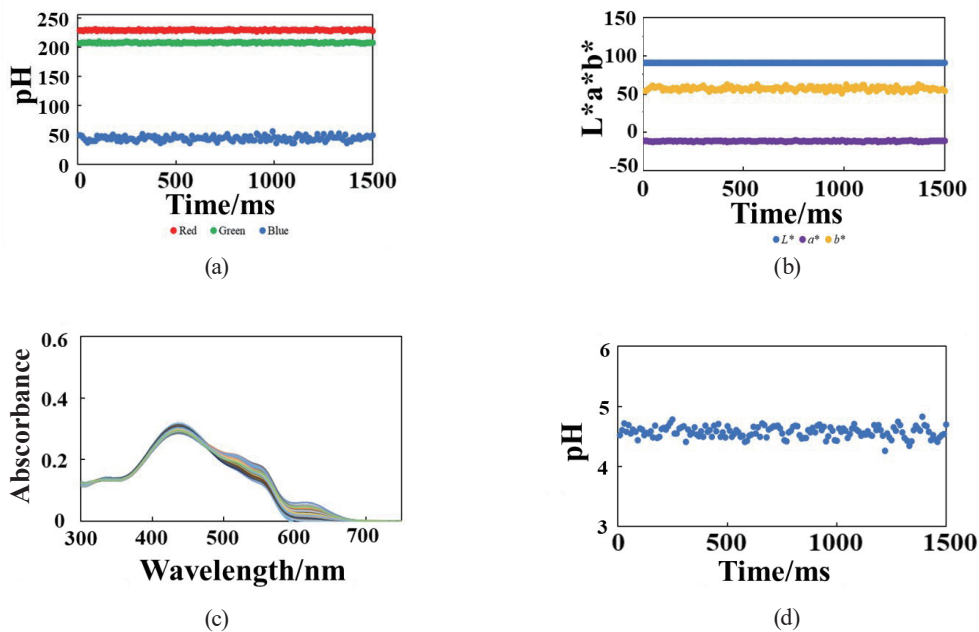 250
200
150
100
50
0
pH
0 500 1000 1500
Time/ms
Red Green Blue
(a)
150
100
50
0
-50
L*a*b*
0 500 1000 1500
Time/ms
L* a* b*
(b)
0.6
0.4
0.2
0
Abscorbance
300 400 500 600 700
Wavelength/nm
(c)
6
5
4
3
pH
0 500 1000 1500
Time/ms
(d)